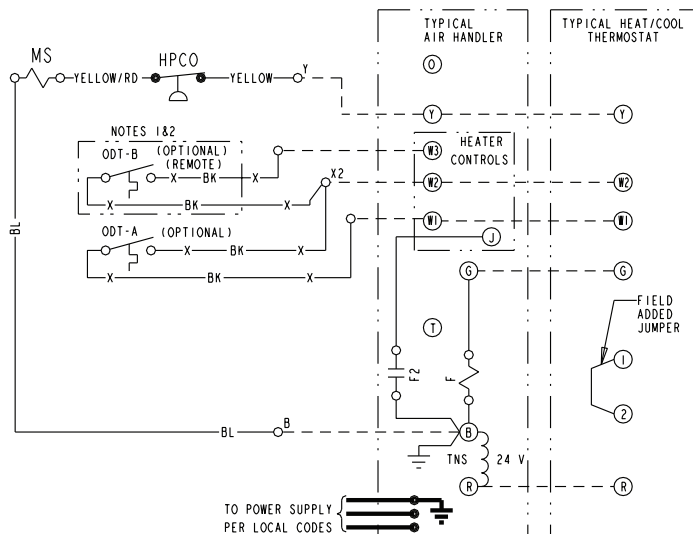 TYPICAL
AIR HANDLER
TYPICAL HEAT/COOL
THERMOSTAT
MS
HPCO
YELLOW/RD
YELLOW
Y
O
Y
Y
NOTES 1&2
ODT-B
(OPTIONAL)
(REMOTE)
X
BK
X
X
BK
X
X2
W3
HEATER
CONTROLS
W2
W2
W1
W1
J
BL
ODT-A
(OPTIONAL)
X
BK
X
X
BK
X
G
G
T
FIELD
ADDED
JUMPER
1
2
F2
F
BL
B
B
TNS
24 V
R
R
TO POWER SUPPLY
PER LOCAL CODES